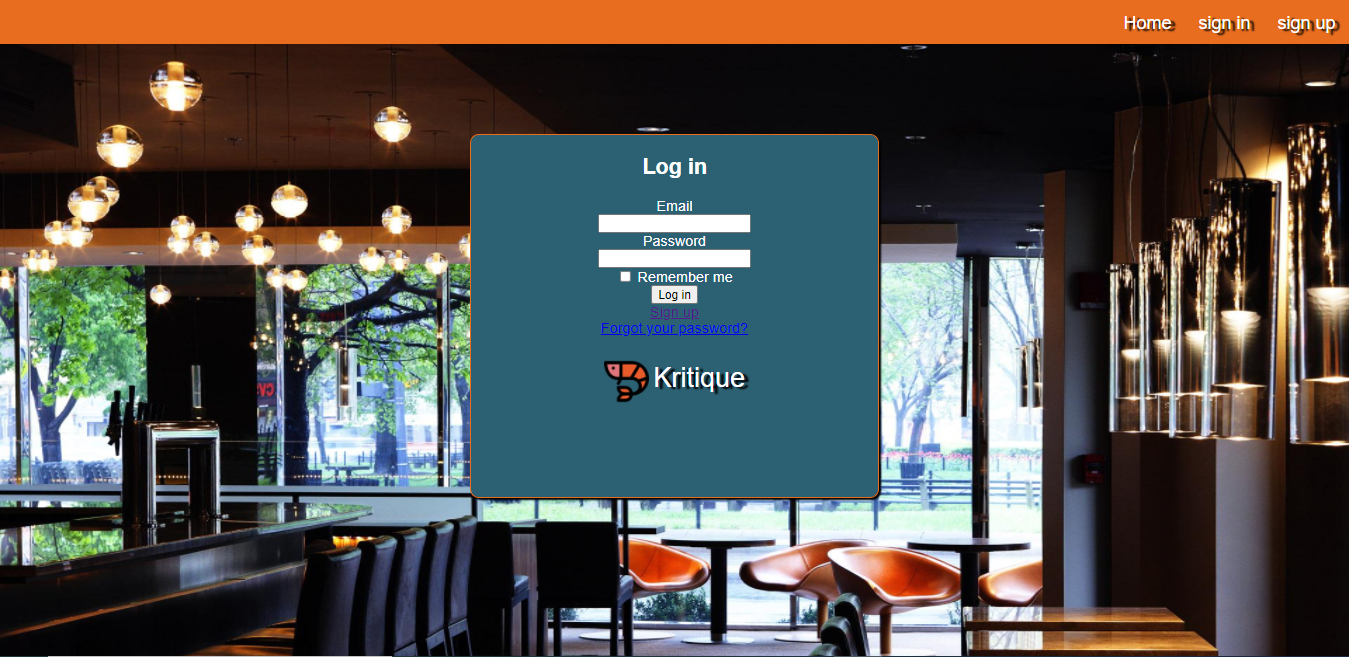 Home sign in sign up
Log in
Email
Password
Remember me
Log in
Sign up
Forgot your password?
Kritique